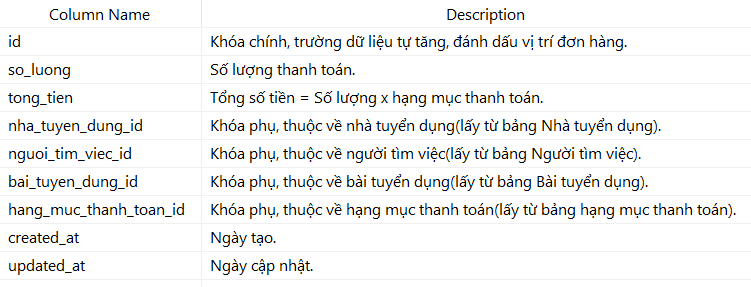 Column Name Description
id Khóa chính, trường dữ liệu tự tăng, đánh dấu vị trí đơn hàng.
so_luong Số lượng thanh toán.
tong_tien Tổng số tiền = Số lượng x hạng mục thanh toán.
nha_tuyen_dung_id Khóa phụ, thuộc về nhà tuyển dụng(lấy từ bảng Nhà tuyển dụng).
nguoi_tim_viec_id Khóa phụ, thuộc về người tìm việc(lấy từ bảng Người tìm việc).
bai_tuyen_dung_id Khóa phụ, thuộc về bài tuyển dụng(lấy từ bảng Bài tuyển dụng).
hang_muc_thanh_toan_id Khóa phụ, thuộc về hạng mục thanh toán(lấy từ bảng hạng mục thanh toán).
created_at Ngày tạo.
updated_at Ngày cập nhật.